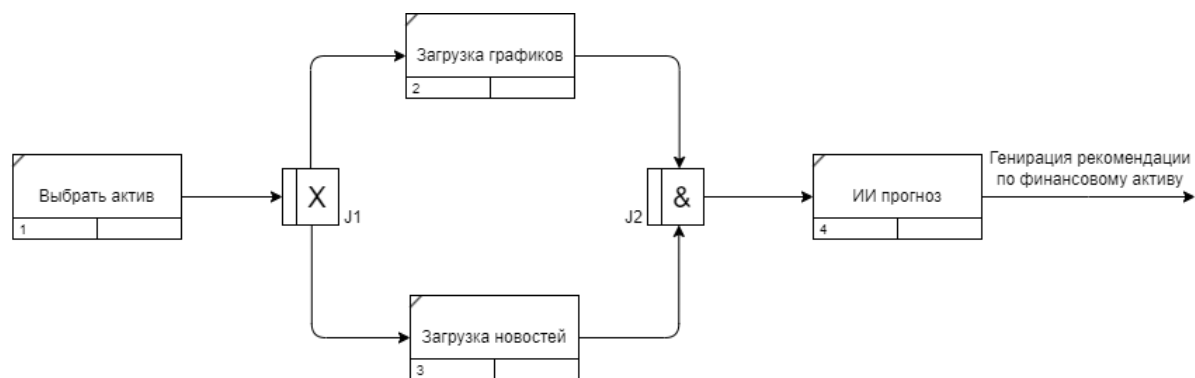 Загрузка графиков
2
Выбрать актив
1
X
J1
J2
&
ИИ прогноз
4
Генирация рекомендации
по финансовому активу
Загрузка новостей
3